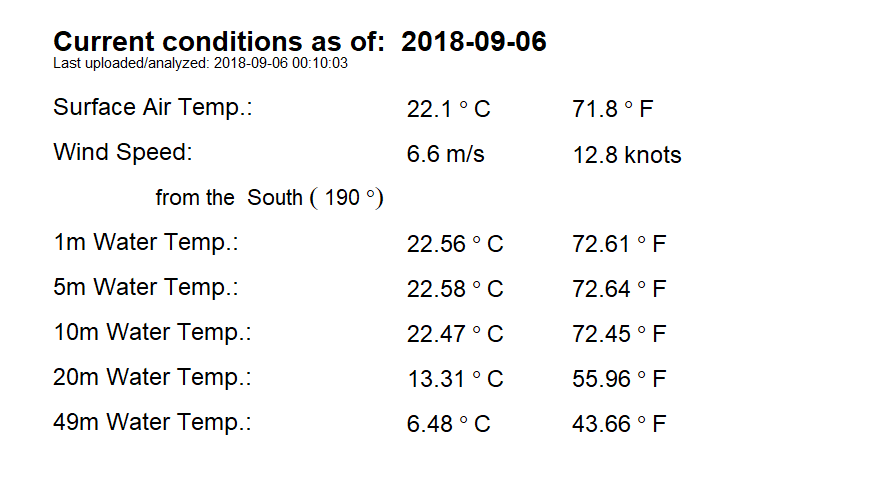 Current conditions as of: 2018-09-06
Last uploaded/analyzed: 2018-09-06 00:10:03
Surface Air Temp.: 22.1 ° C 71.8 ° F
Wind Speed: 6.6 m/s 12.8 knots
from the South ( 190 °)
1m Water Temp.: 22.56 ° C 72.61 ° F
5m Water Temp.: 22.58 ° C 72.64 ° F
10m Water Temp.: 22.47 ° C 72.45 ° F
20m Water Temp.: 13.31 ° C 55.96 ° F
49m Water Temp.: 6.48 ° C 43.66 ° F